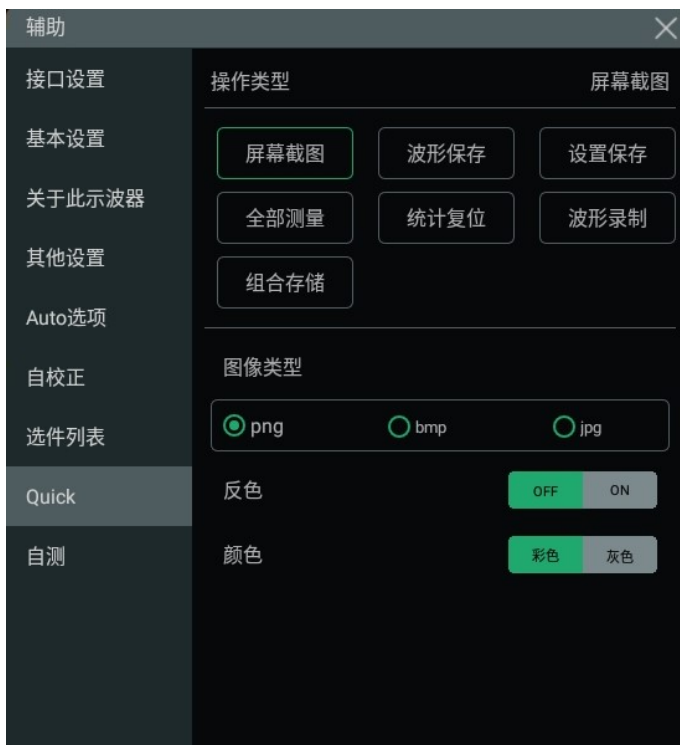 辅助
接口设置
基本设置
关于此示波器
其他设置
Auto选项
自校正
选件列表
Quick
自测
操作类型 屏幕截图
屏幕截图 波形保存 设置保存
全部测量 统计复位 波形录制
组合存储
图像类型
png bmp jpg
反色 OFF ON
颜色 彩色 灰色